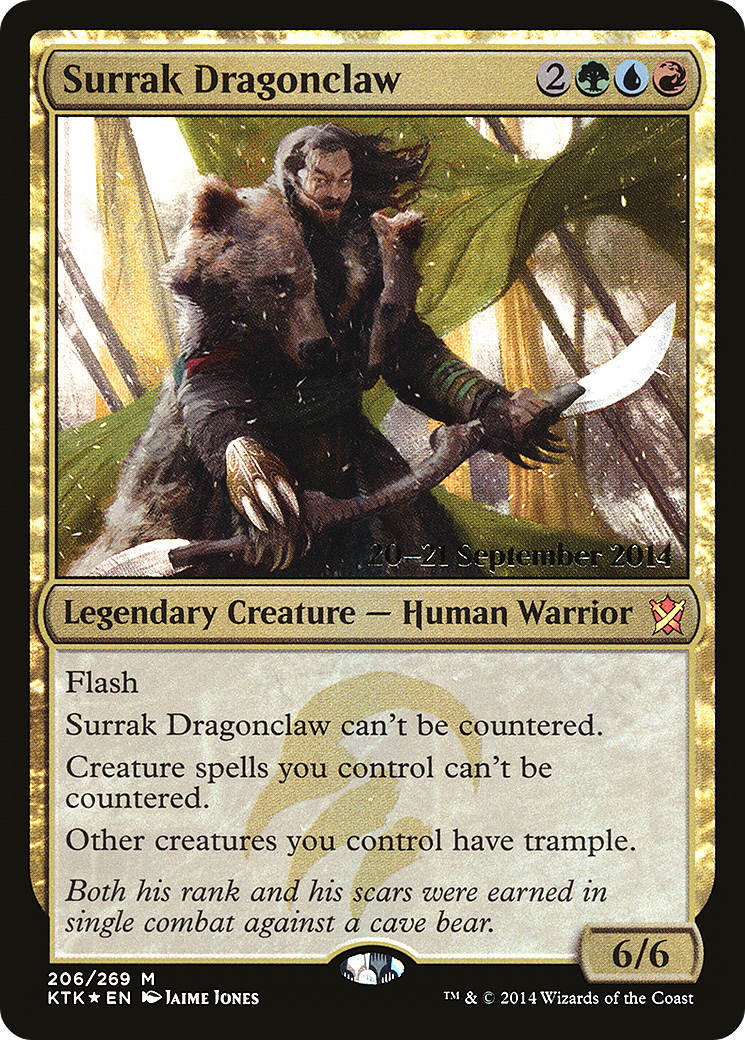 Surrak Dragonclaw 2
20–21 September 2014
Legendary Creature — Human Warrior
Flash
Surrak Dragonclaw can't be countered.
Creature spells you control can't be
countered.
Other creatures you control have trample.
Both his rank and his scars were earned in
single combat against a cave bear.
6/6
206/269 M
KTK★EN JAIME JONES
™ & © 2014 Wizards of the Coast